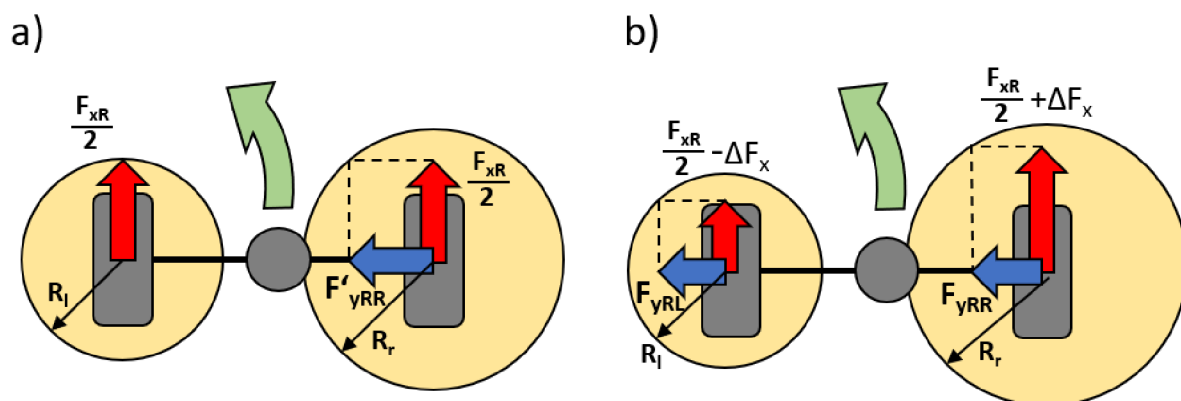 a)
F_xR
2
F_xR
2
R_l
F‘_yRR
R_r
b)
F_xR
2 -ΔF_x
F_xR
2 +ΔF_x
F_yRL
R_l
F_yRR
R_r